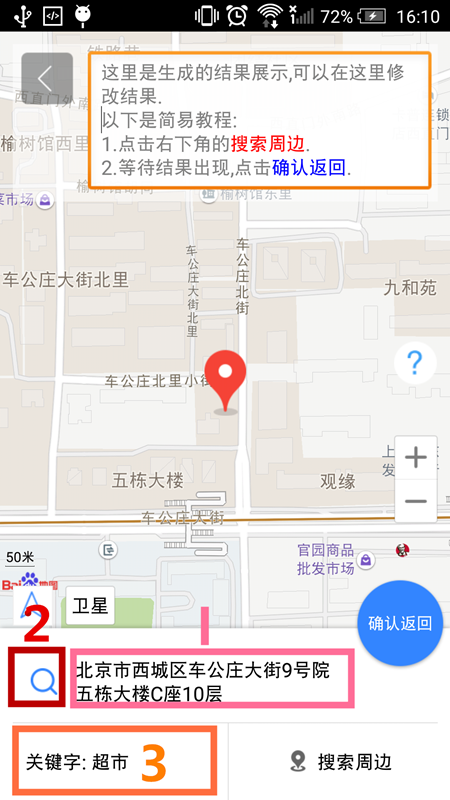 72% 16:10
这里是生成的结果展示,可以在这里修
改结果.
以下是简易教程:
1.点击右下角的搜索周边.
2.等待结果出现,点击确认返回.
西直门外南
榆树馆西里
榆树馆东里
菜市场
车公庄大街北里
车公庄大街北里
车公庄北街
九和苑
?
车公庄北里小街
五栋大楼
观缘
+
−
车公庄大街
官园商品
批发市场
50米
Bai 地图
卫星
确认返回
2
北京市西城区车公庄大街9号院
五栋大楼C座10层
关键字: 超市
3
搜索周边